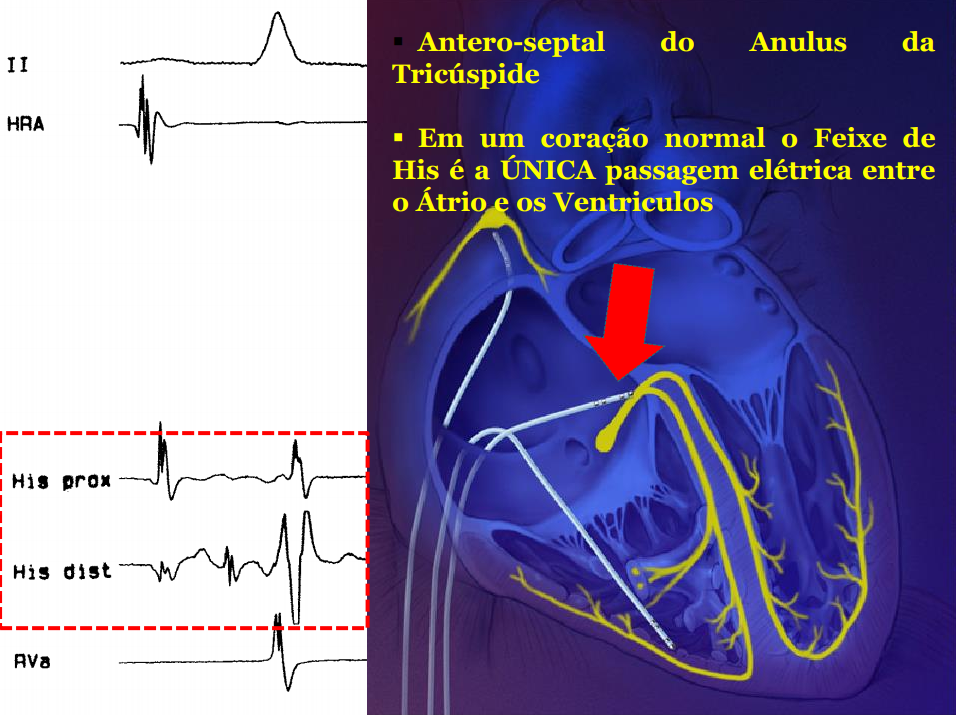 II
HRA
His prox
His dist
RVa
▪ Antero-septal do Anulus da
Tricúspide
▪ Em um coração normal o Feixe de
His é a ÚNICA passagem elétrica entre
o Átrio e os Ventriculos